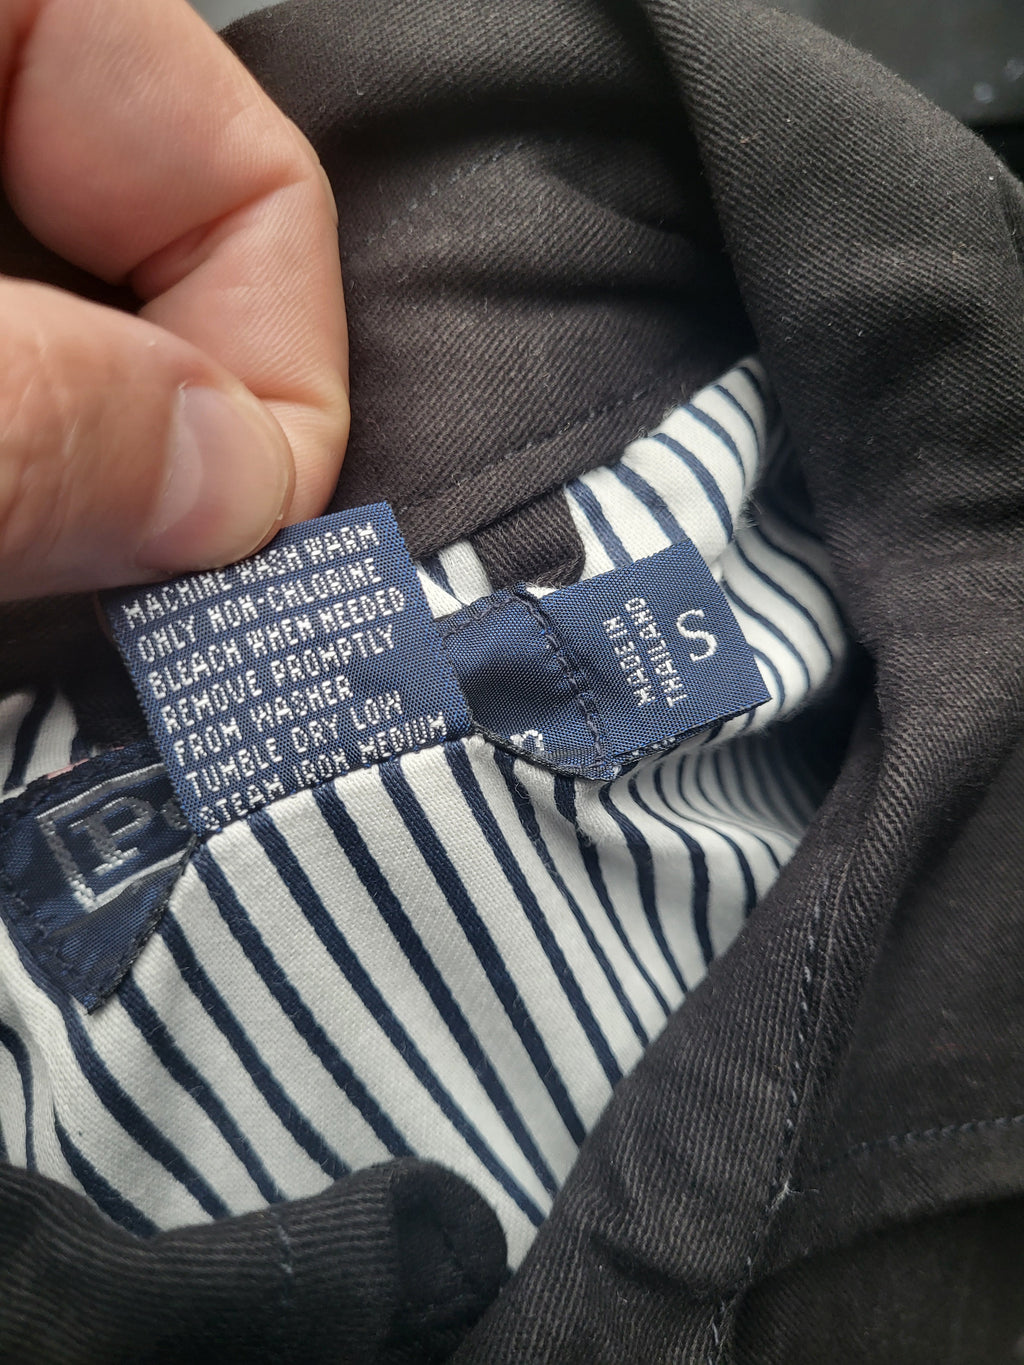 MACHINE WASH WARM
ONLY NON-CHLORINE
BLEACH WHEN NEEDED
REMOVE PROMPTLY
FROM WASHER
TUMBLE DRY LOW
STEAM IRON MEDIUM
S
MADE IN
THAILAND
P